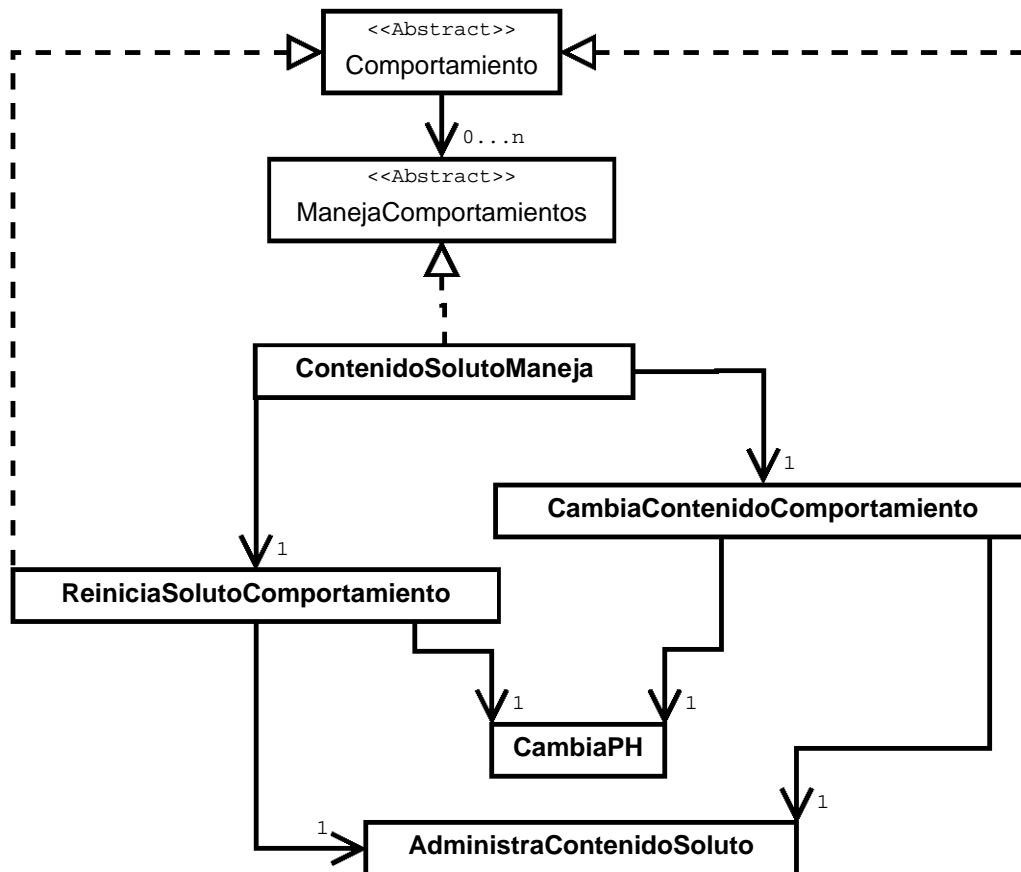 <<Abstract>>
Comportamiento
0...n
<<Abstract>>
ManejaComportamientos
ContenidoSolutoManeja
1
CambiaContenidoComportamiento
1
ReiniciaSolutoComportamiento
1
1
CambiaPH
1
1
AdministraContenidoSoluto